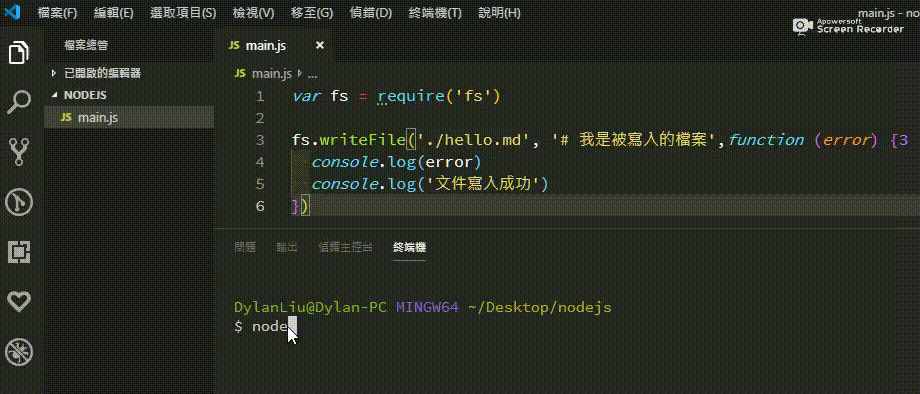 檔案(F) 編輯(E) 選取項目(S) 檢視(V) 移至(G) 偵錯(D) 終端機(T) 說明(H) main.js - no
Apowersoft
Screen Recorder
檔案總管
JS main.js ×
已開啟的編輯器
JS main.js › ...
NODEJS
JS main.js
1 var fs = require('fs')
2
3 fs.writeFile('./hello.md', '# 我是被寫入的檔案',function (error) {3
4 console.log(error)
5 console.log('文件寫入成功')
6 })
問題 輸出 偵錯主控台 終端機
DylanLiu@Dylan-PC MINGW64 ~/Desktop/nodejs
$ node